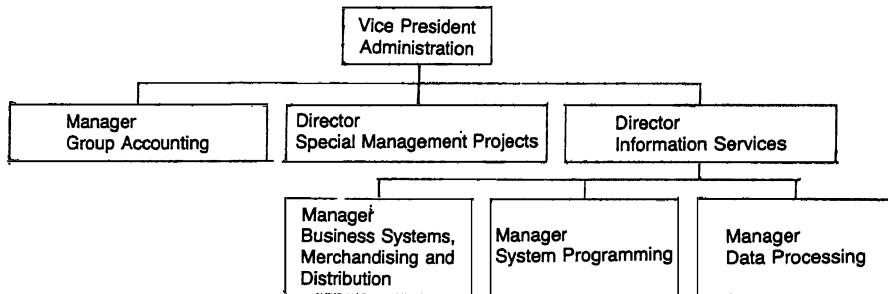 Vice President
Administration
Manager
Group Accounting
Director
Special Management Projects
Director
Information Services
Manager
Business Systems,
Merchandising and
Distribution
Manager
System Programming
Manager
Data Processing